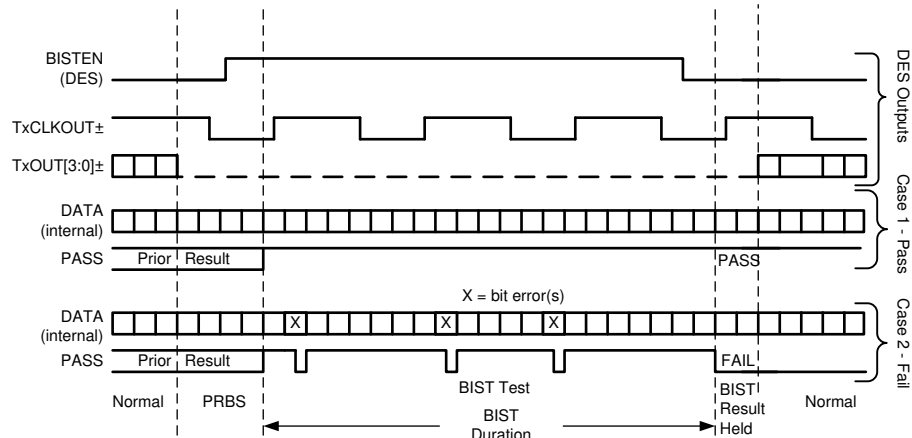 BISTEN
(DES)
TxCLKOUT±
TxOUT[3:0]±
DES Outputs
DATA
(internal)
PASS
Prior
Result
PASS
Case 1 - Pass
X = bit error(s)
DATA
(internal)
X
X
X
PASS
Prior
Result
FAIL
Case 2 - Fail
Normal
PRBS
BIST Test
BIST
Duration
BIST
Result
Held
Normal